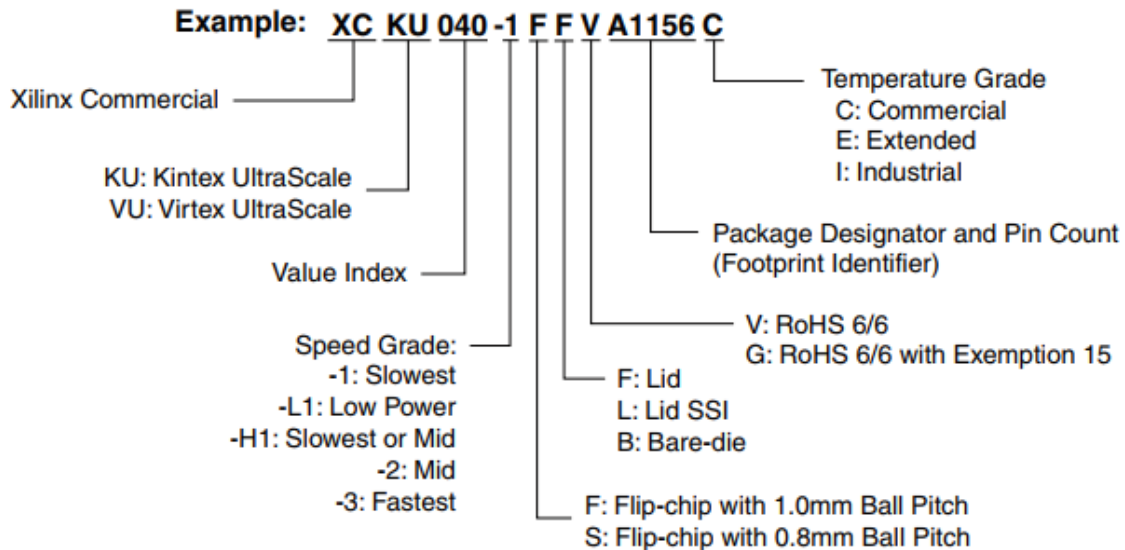 Example: XC KU 040 -1 F F V A1156 C
Xilinx Commercial
KU: Kintex UltraScale
VU: Virtex UltraScale
Value Index
Speed Grade:
-1: Slowest
-L1: Low Power
-H1: Slowest or Mid
-2: Mid
-3: Fastest
Temperature Grade
C: Commercial
E: Extended
I: Industrial
Package Designator and Pin Count
(Footprint Identifier)
V: RoHS 6/6
G: RoHS 6/6 with Exemption 15
F: Lid
L: Lid SSI
B: Bare-die
F: Flip-chip with 1.0mm Ball Pitch
S: Flip-chip with 0.8mm Ball Pitch